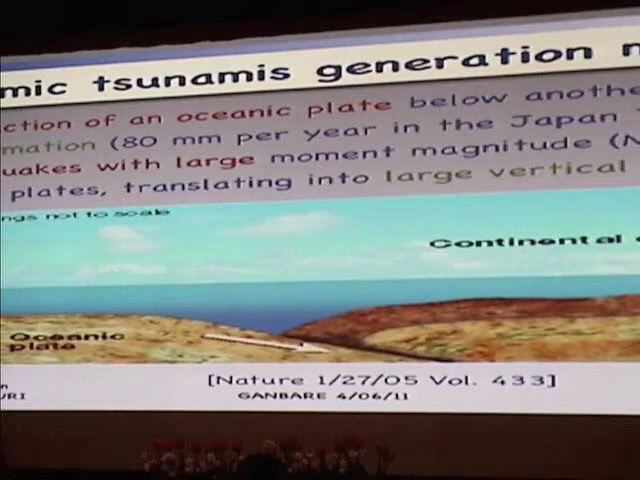 mic tsunamis generation
ction of an oceanic plate below anothe
mation (80 mm per year in the Japan
uakes with large moment magnitude (
plates, translating into large vertical
ngs not to scale
Continental
Oceanic
plate
[Nature 1/27/05 Vol. 433]
URI
GANBARE 4/06/11